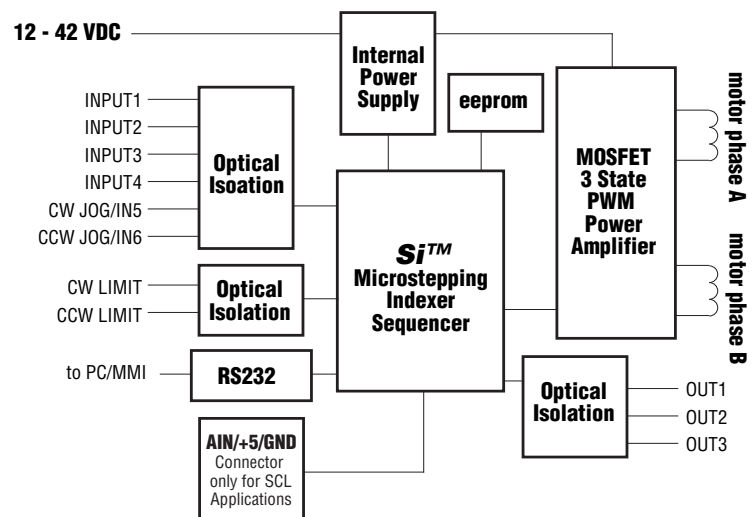 12 - 42 VDC
Internal
Power
Supply
eeprom
MOSFET
3 State
PWM
Power
Amplifier
motor phase A
motor phase B
INPUT1
INPUT2
INPUT3
INPUT4
CW JOG/IN5
CCW JOG/IN6
Optical
Isoation
Si™
Microstepping
Indexer
Sequencer
CW LIMIT
CCW LIMIT
Optical
Isolation
to PC/MMI
RS232
AIN/+5/GND
Connector
only for SCL
Applications
Optical
Isolation
OUT1
OUT2
OUT3